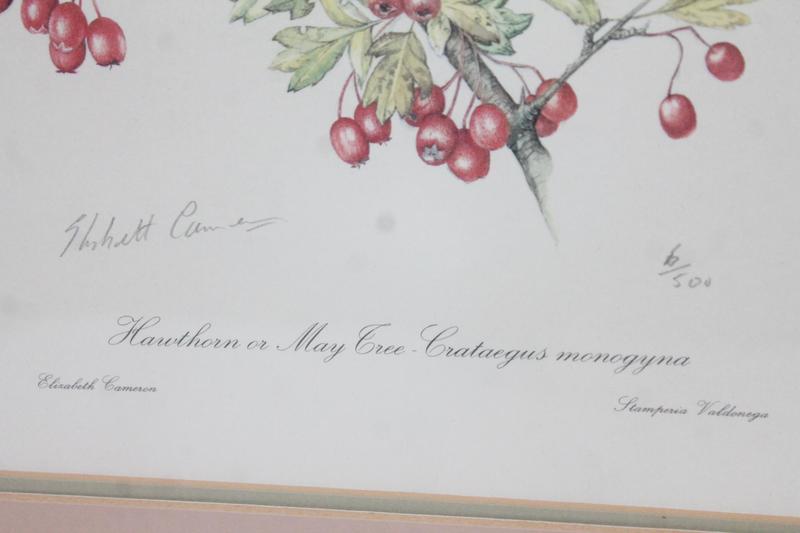 Elizabeth Cameron
6/500
Hawthorn or May Tree - Crataegus monogyna
Elizabeth Cameron
Stamperia Valdonega